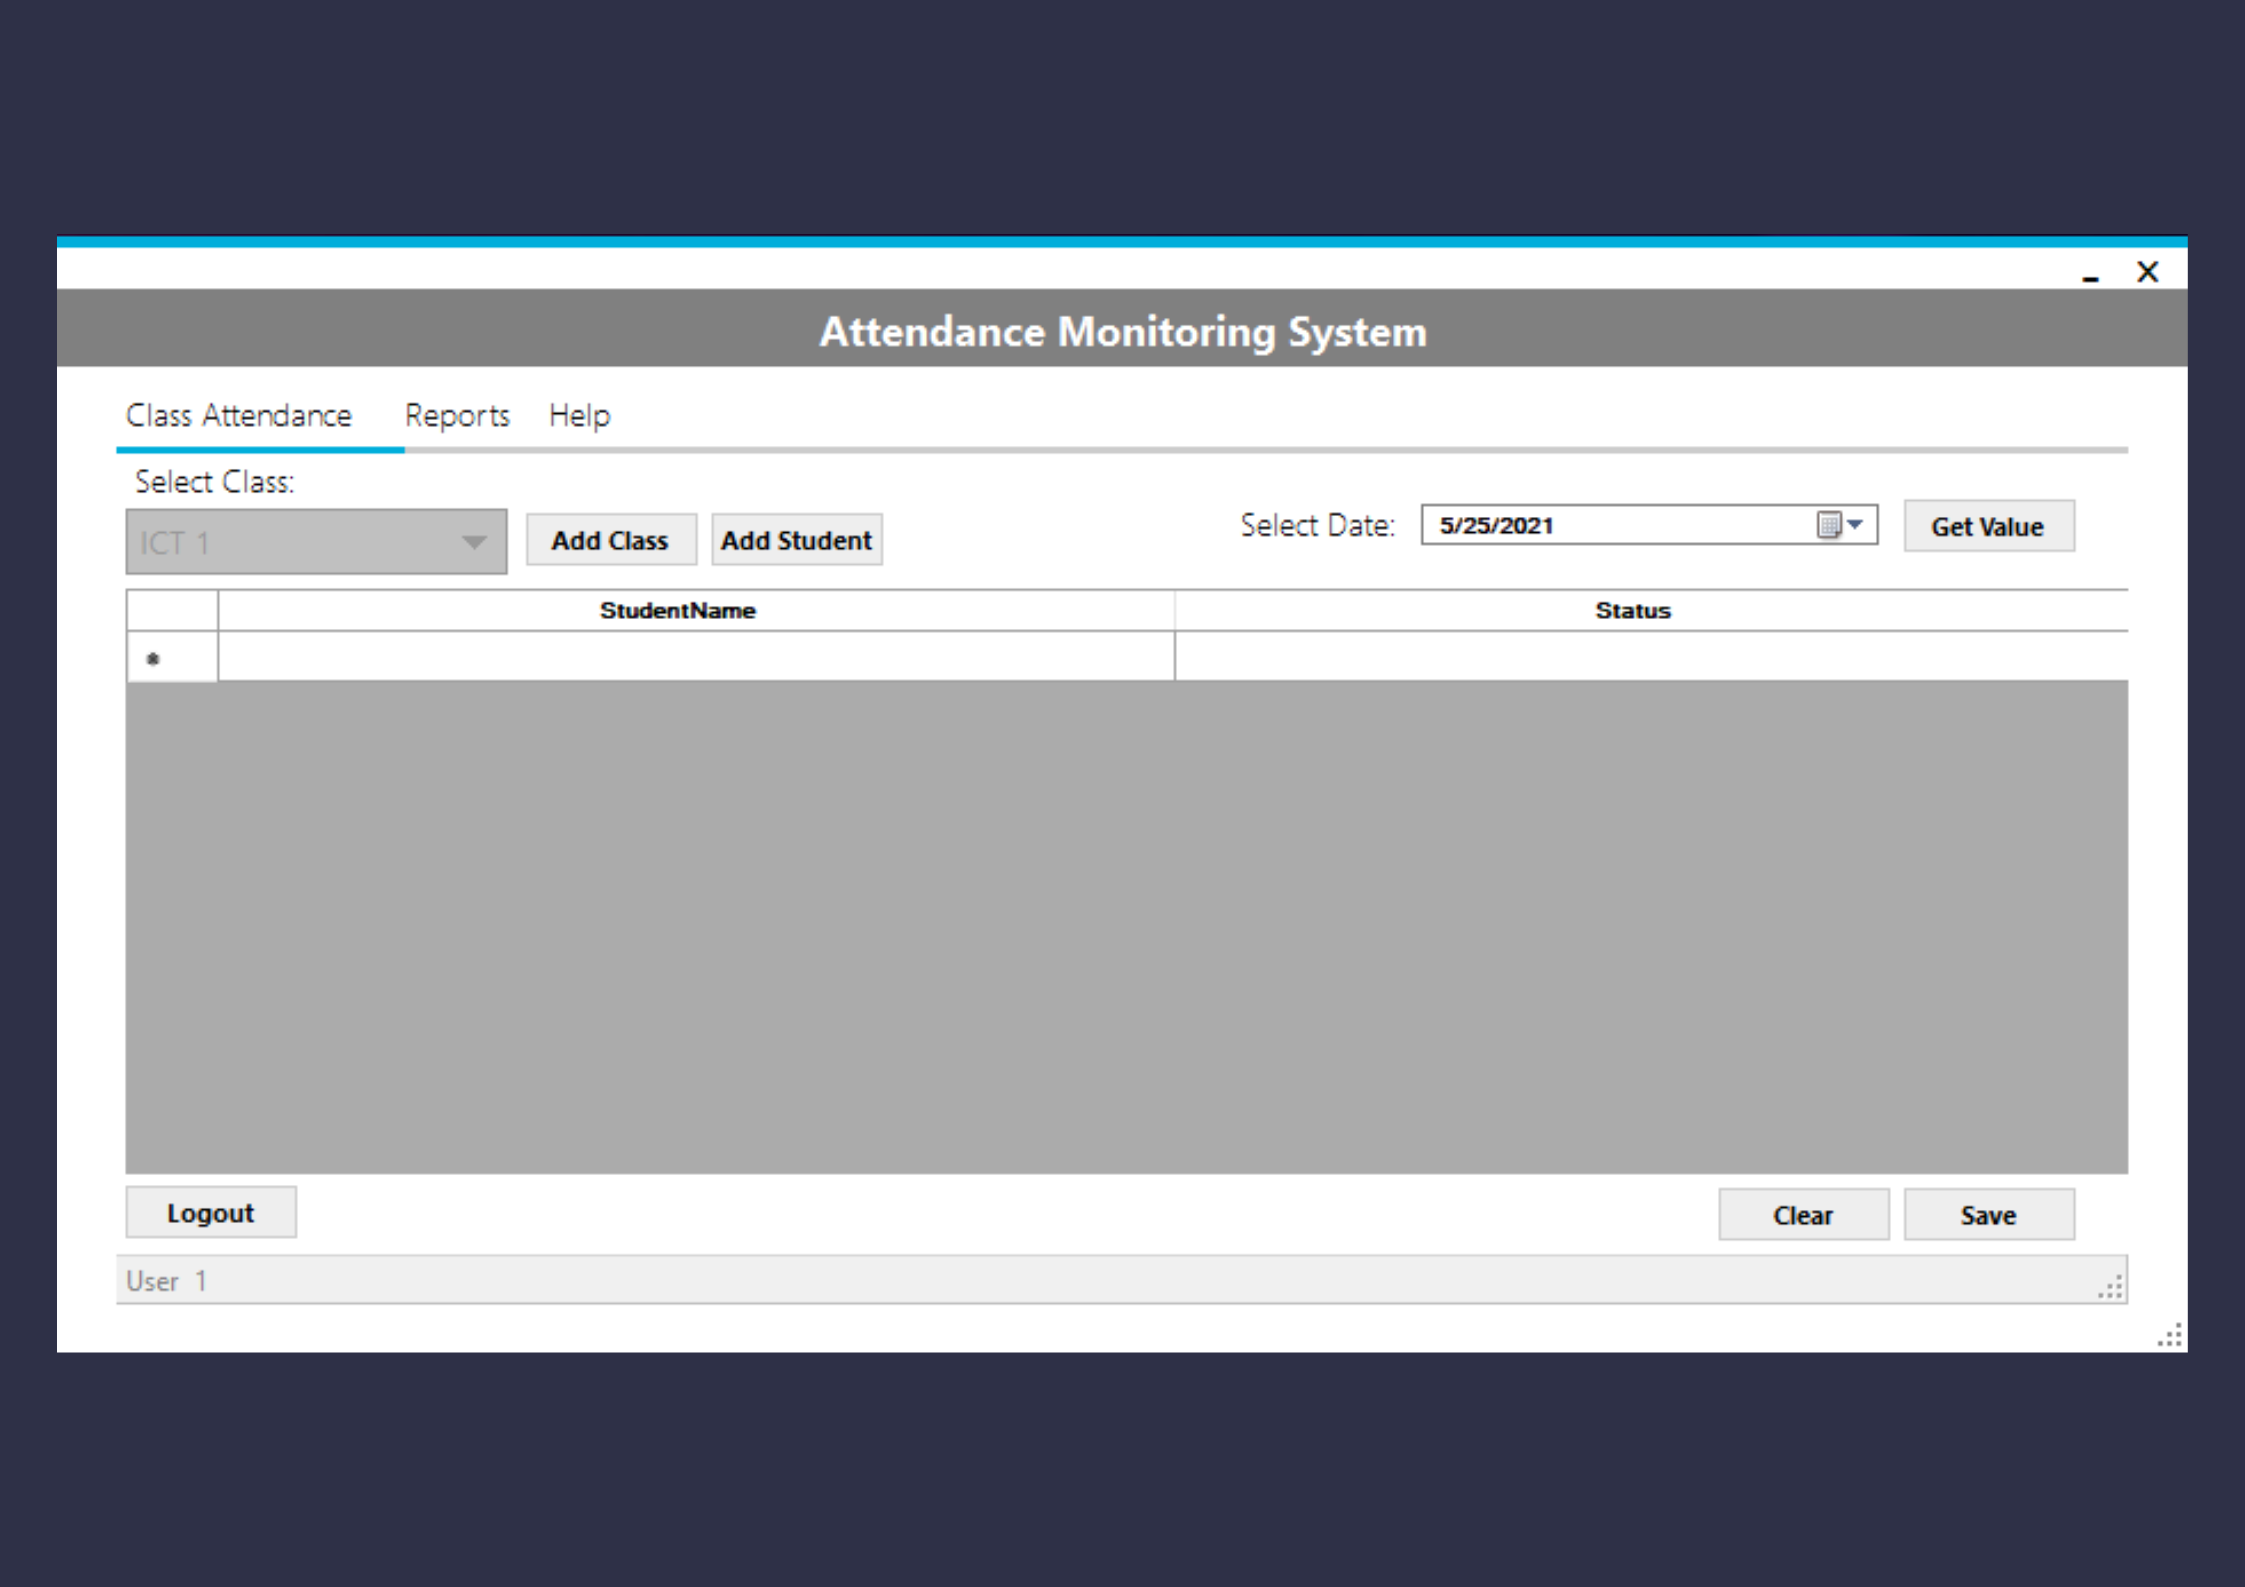 Attendance Monitoring System
Class Attendance Reports Help
Select Class:
ICT 1 Add Class Add Student Select Date: 5/25/2021 Get Value
StudentName Status
Logout Clear Save
User 1